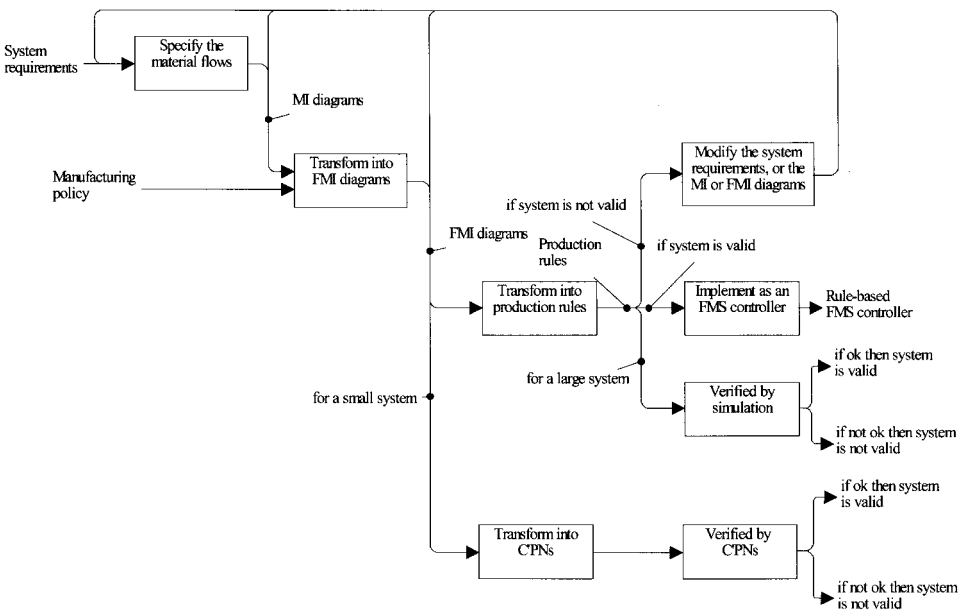 System
requirements
Specify the
material flows
MI diagrams
Manufacturing
policy
Transform into
FMI diagrams
Modify the system
requirements, or the
MI or FMI diagrams
if system is not valid
FMI diagrams
Production
rules
if system is valid
Transform into
production rules
Implement as an
FMS controller
Rule-based
FMS controller
for a large system
for a small system
Verified by
simulation
if ok then system
is valid
if not ok then system
is not valid
Transform into
C'PNs
Verified by
C'PNs
if ok then system
is valid
if not ok then system
is not valid